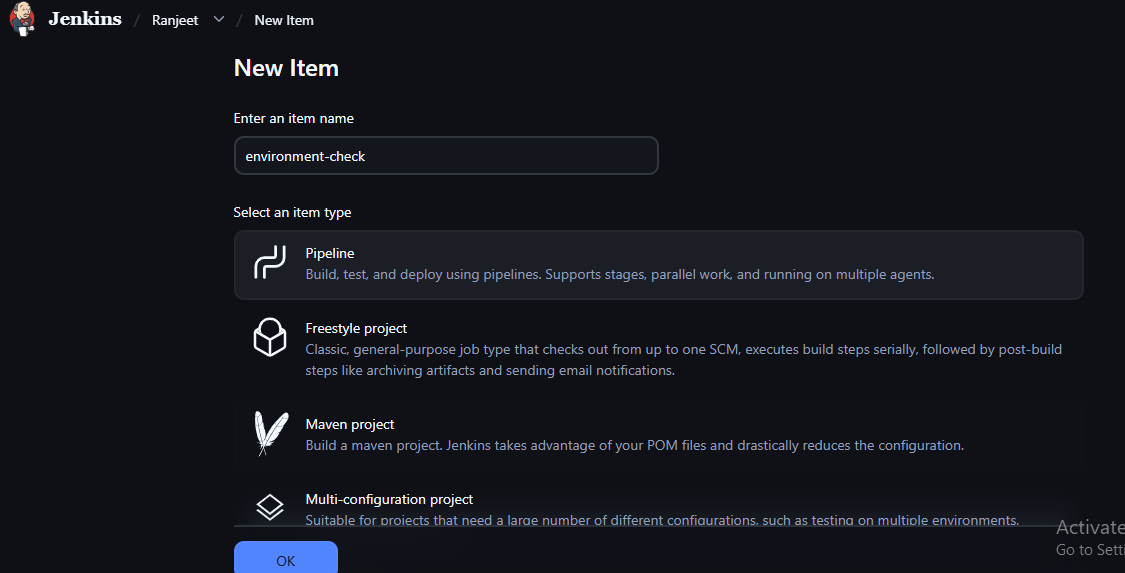 Jenkins / Ranjeet / New Item
New Item
Enter an item name
environment-check
Select an item type
Pipeline
Build, test, and deploy using pipelines. Supports stages, parallel work, and running on multiple agents.
Freestyle project
Classic, general-purpose job type that checks out from up to one SCM, executes build steps serially, followed by post-build
steps like archiving artifacts and sending email notifications.
Maven project
Build a maven project. Jenkins takes advantage of your POM files and drastically reduces the configuration.
Multi-configuration project
Suitable for projects that need a large number of different configurations, such as testing on multiple environments.
Activate
Go to Setti
OK